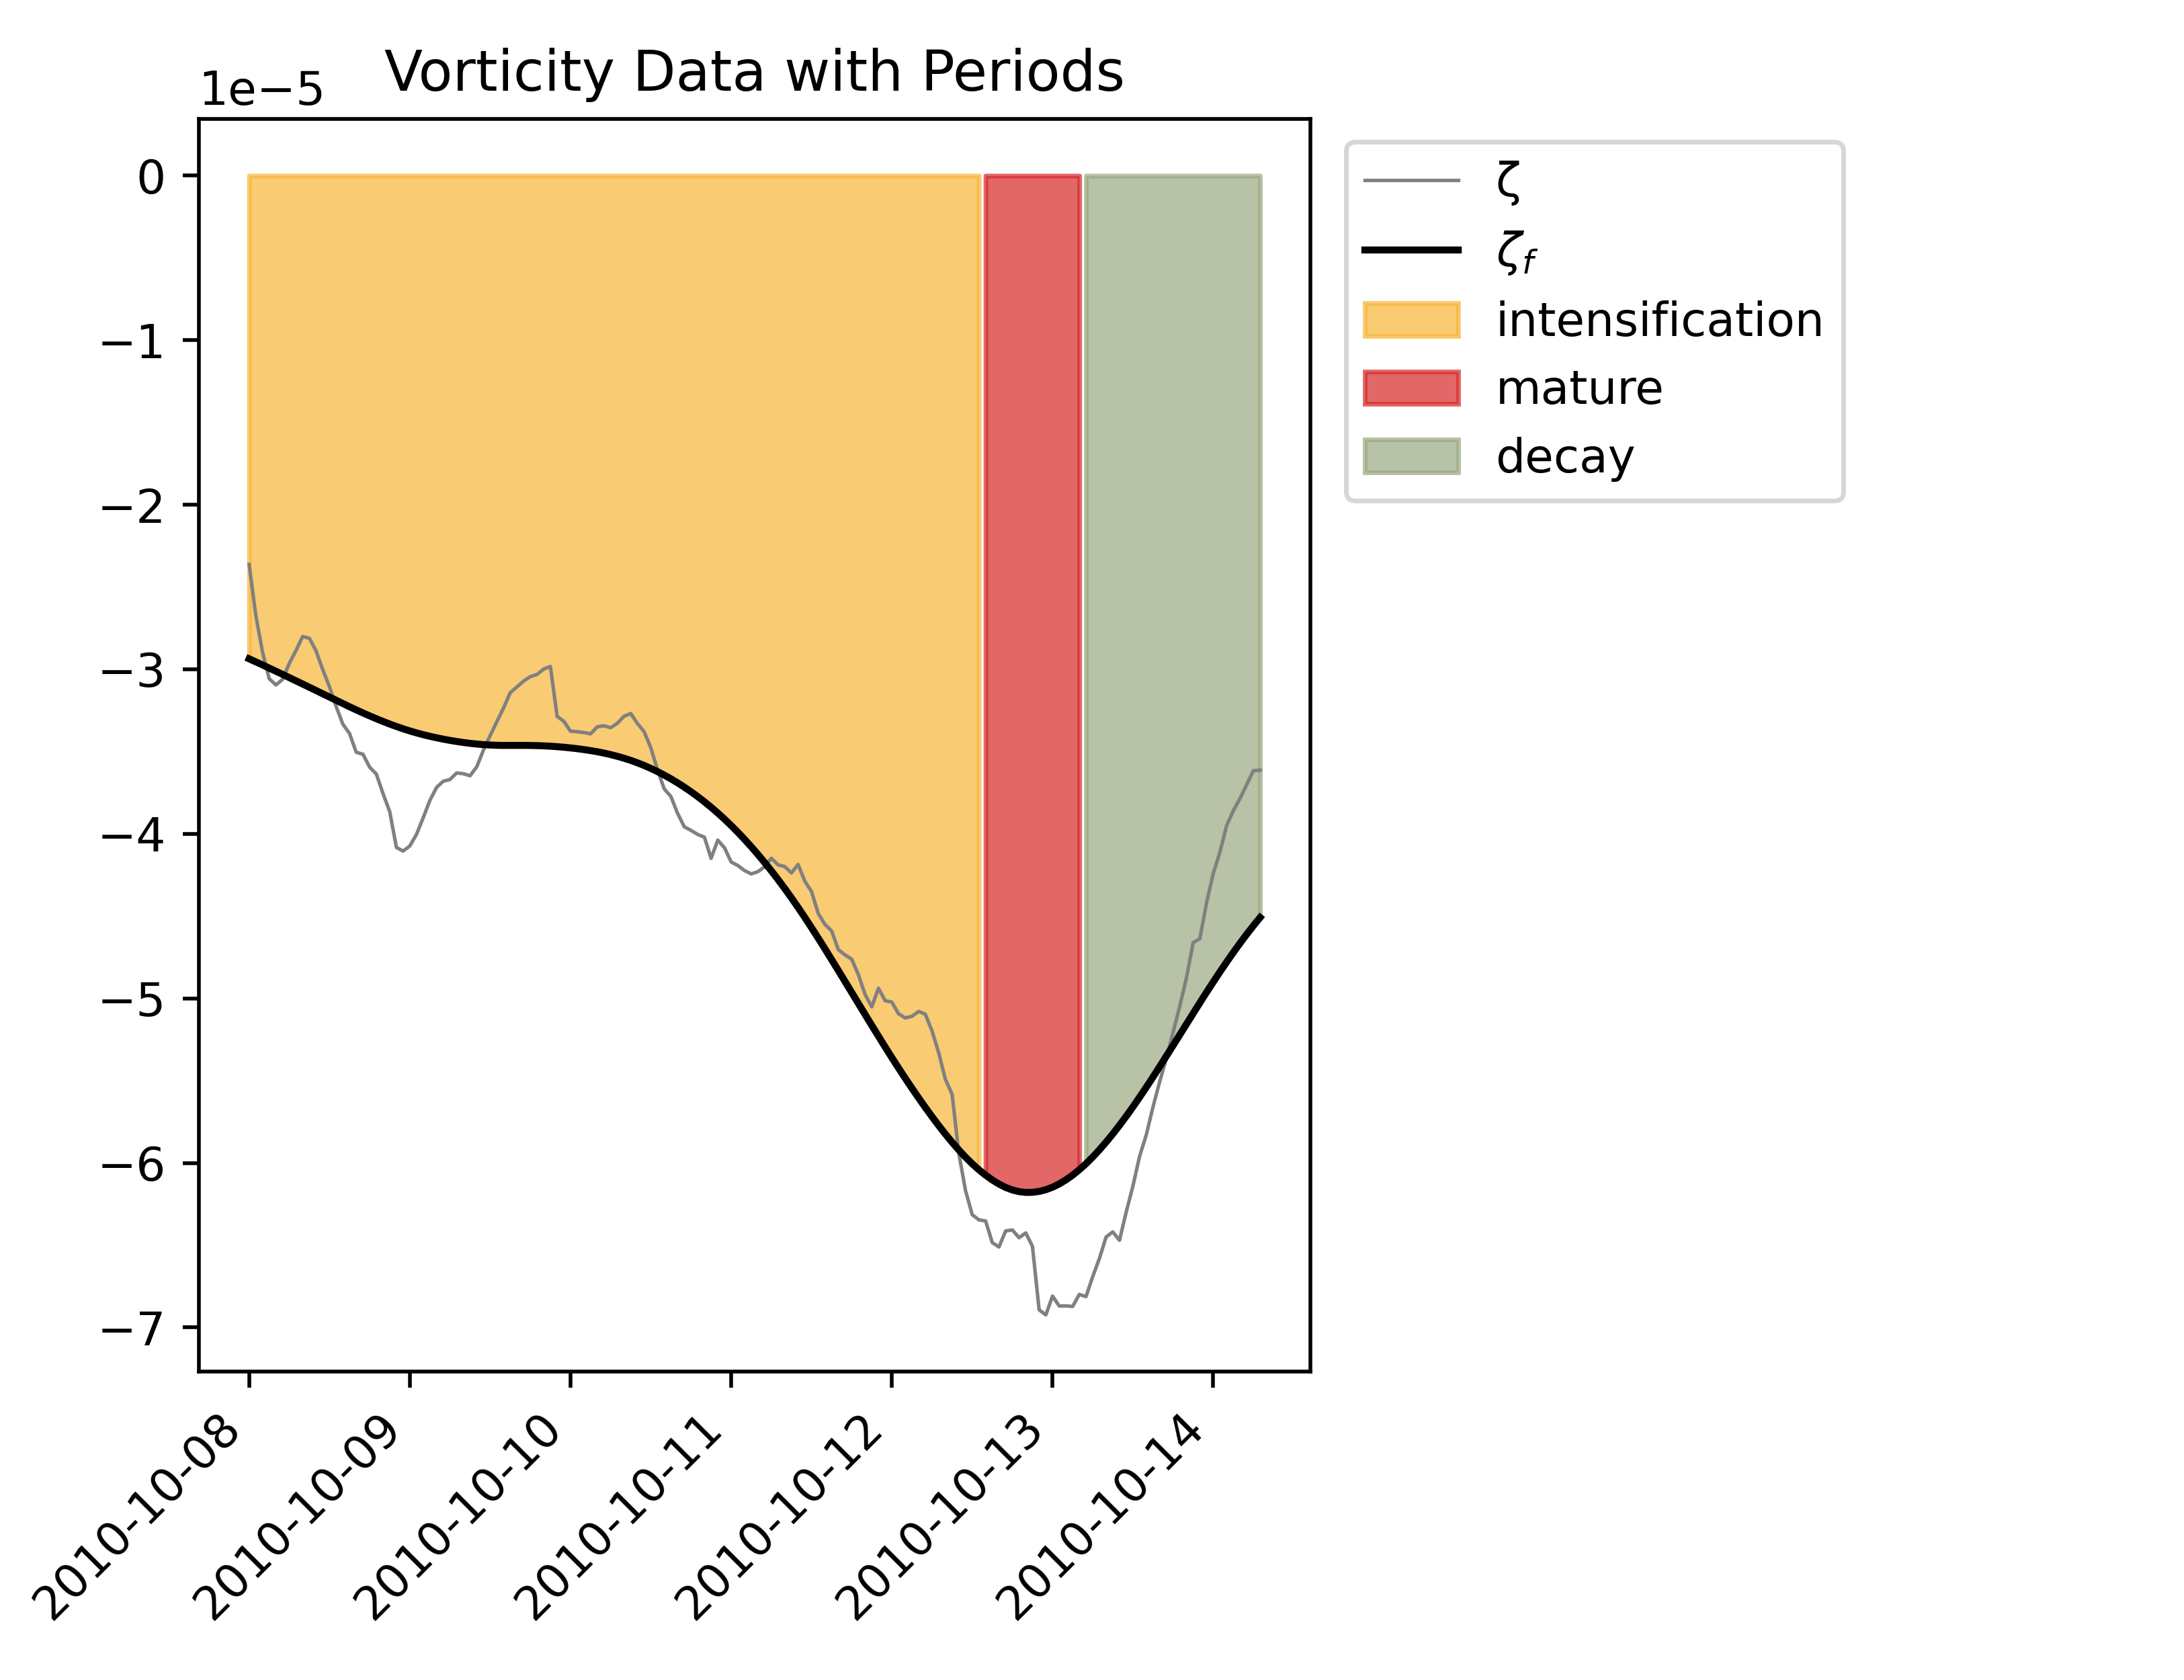 Vorticity Data with Periods
1e−5
0
−1
−2
−3
−4
−5
−6
−7
2010-10-08
2010-10-09
2010-10-10
2010-10-11
2010-10-12
2010-10-13
2010-10-14
ζ
ζf
intensification
mature
decay